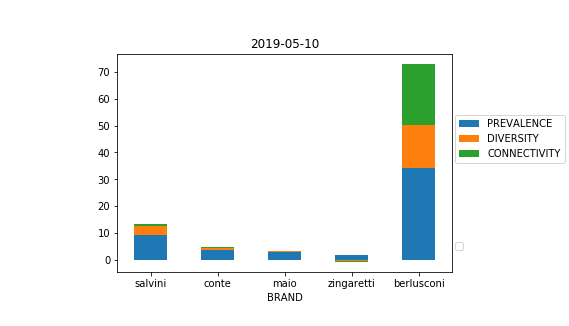 2019-05-10
70
60
50
40
30
20
10
0
salvini conte maio zingaretti berlusconi
BRAND
PREVALENCE
DIVERSITY
CONNECTIVITY